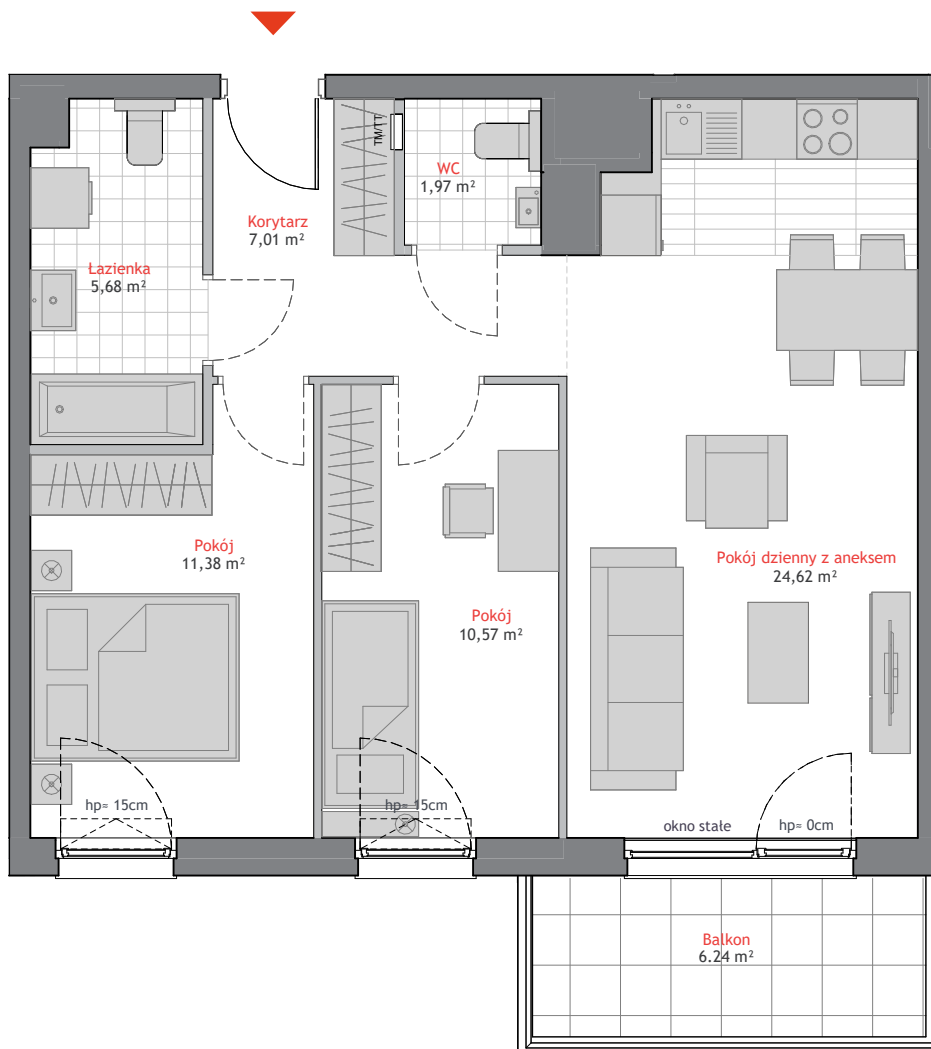 TM/TT
WC
1,97 m²
Korytarz
7,01 m²
Łazienka
5,68 m²
Pokój
11,38 m²
Pokój
10,57 m²
Pokój dzienny z aneksem
24,62 m²
hp= 15cm
hp= 15cm
okno stałe
hp= 0cm
Balkon
6.24 m²